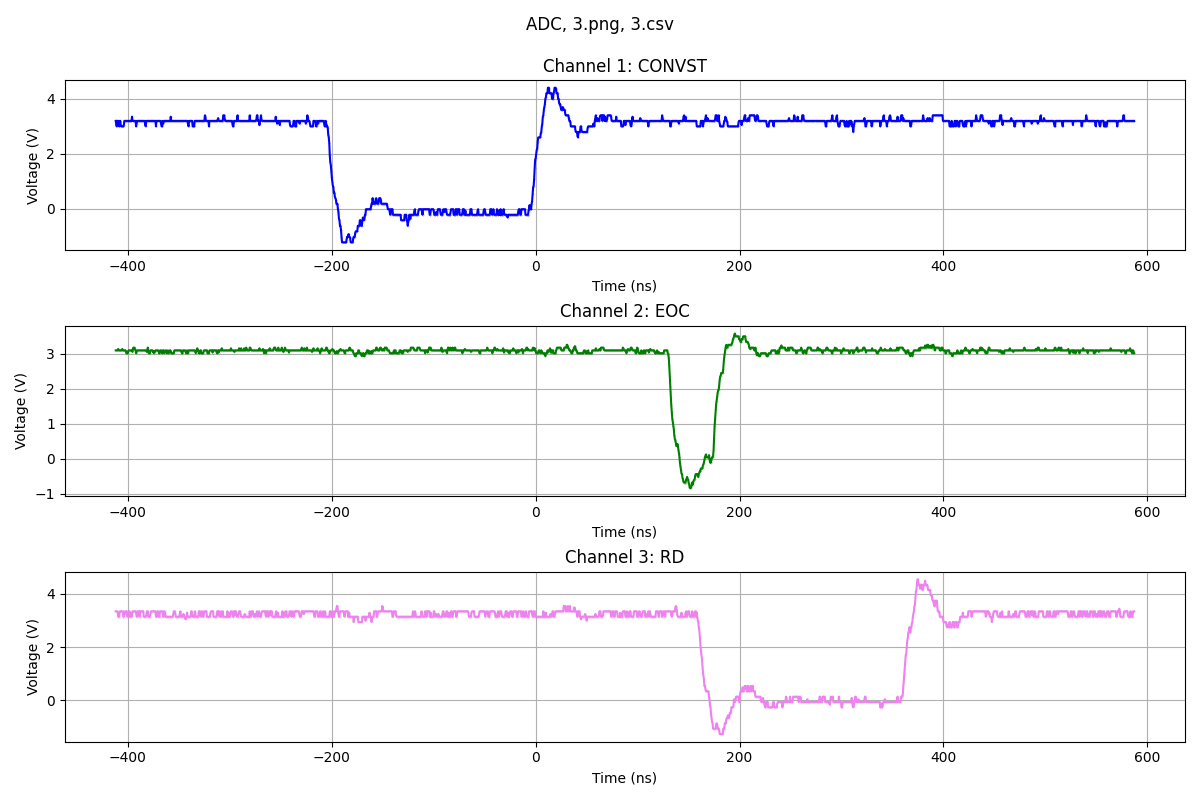 ADC, 3.png, 3.csv
Channel 1: CONVST
Voltage (V)
4
2
0
−400 −200 0 200 400 600
Time (ns)
Channel 2: EOC
Voltage (V)
3
2
1
0
−1
−400 −200 0 200 400 600
Time (ns)
Channel 3: RD
Voltage (V)
4
2
0
−400 −200 0 200 400 600
Time (ns)